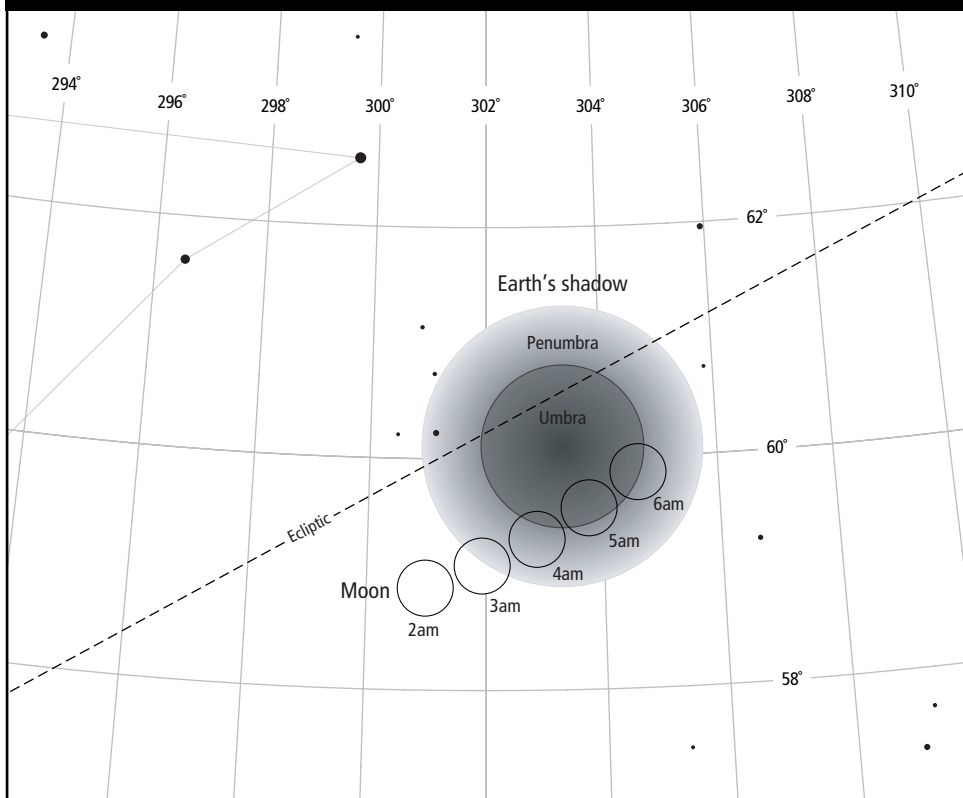 294°
296°
298°
300°
302°
304°
306°
308°
310°
62°
Earth's shadow
Penumbra
Umbra
60°
Ecliptic
6am
5am
4am
Moon
3am
2am
58°